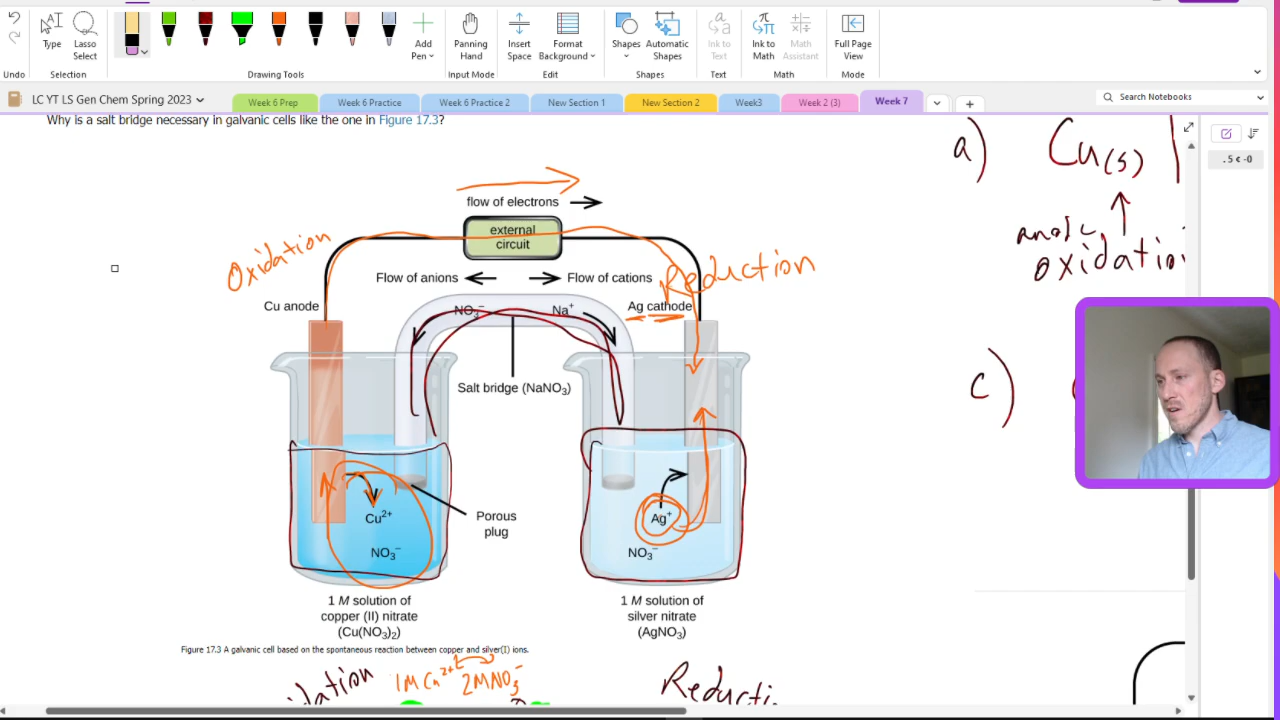 Type
Lasso
Select
Add
Pen
Panning
Hand
Insert
Space
Format
Background
Shapes
Automatic
Shapes
Ink to
Text
Ink to
Math
Math
Assistant
Full Page
View
Undo
Selection
Drawing Tools
Input Mode
Edit
Shapes
Text
Math
Mode
LC YT LS Gen Chem Spring 2023
Week 6 Prep
Week 6 Practice
Week 6 Practice 2
New Section 1
New Section 2
Week3
Week 2 (3)
Week 7
Search Notebooks
Why is a salt bridge necessary in galvanic cells like the one in Figure 17.3?
.5 ¢ -0
a) Cu(s) |
flow of electrons
external
circuit
Oxidation
Reduction
Flow of anions
Flow of cations
Cu anode
Ag cathode
NO3−
Na+
Salt bridge (NaNO3)
anode
oxidation
c)
Cu2+
NO3−
Porous
plug
Ag+
NO3−
1 M solution of
copper (II) nitrate
(Cu(NO3)2)
1 M solution of
silver nitrate
(AgNO3)
Figure 17.3 A galvanic cell based on the spontaneous reaction between copper and silver(I) ions.
1M Cu2+ 2M NO3−
idation
Reducti